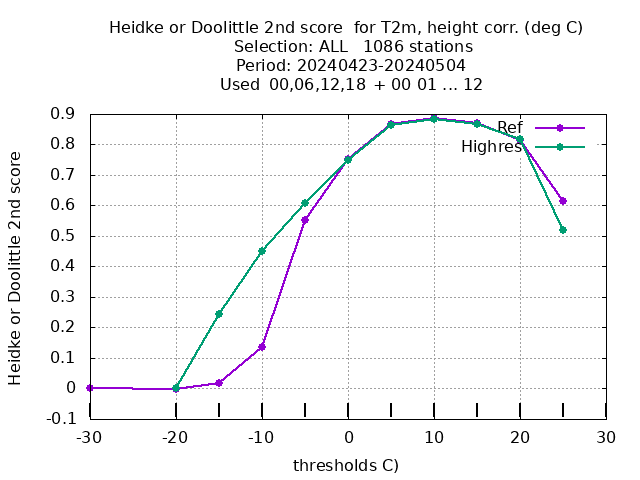 Heidke or Doolittle 2nd score  for T2m, height corr. (deg C)
Selection: ALL   1086 stations
Period: 20240423-20240504
Used  00,06,12,18  + 00 01 ... 12
Ref
Highres
Heidke or Doolittle 2nd score
0.9
0.8
0.7
0.6
0.5
0.4
0.3
0.2
0.1
0
-0.1
-30 -20 -10 0 10 20 30
thresholds C)